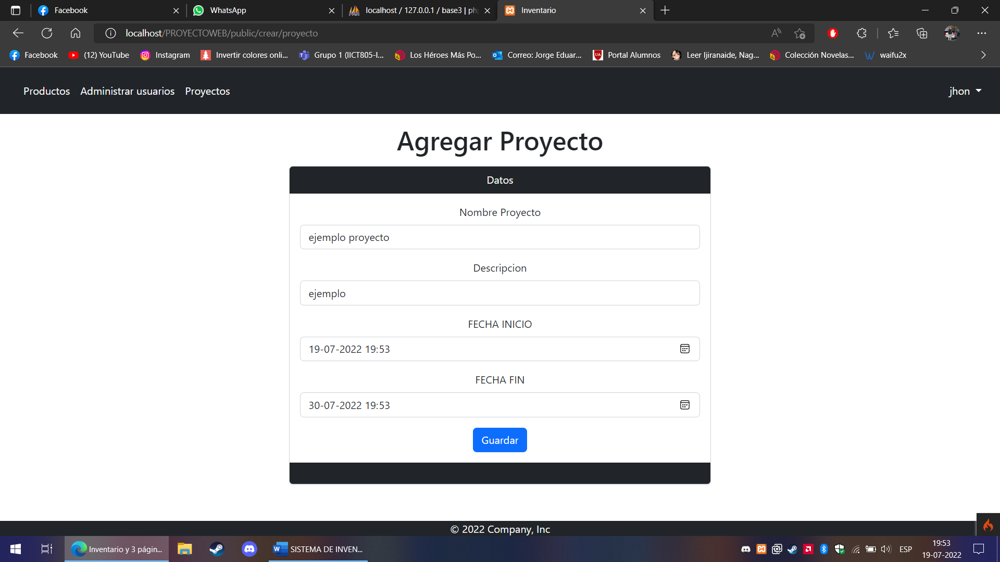 Facebook
WhatsApp
localhost / 127.0.0.1 / base3 | ph
Inventario
localhost/PROYECTOWEB/public/crear/proyecto
Facebook
(12) YouTube
Instagram
Invertir colores onli...
Grupo 1 (IICT805-I...
Los Héroes Más Po...
Correo: Jorge Eduar...
Portal Alumnos
Leer Ijiranaide, Nag...
Colección Novelas...
waifu2x
Productos
Administrar usuarios
Proyectos
jhon
Agregar Proyecto
Datos
Nombre Proyecto
ejemplo proyecto
Descripcion
ejemplo
FECHA INICIO
19-07-2022 19:53
FECHA FIN
30-07-2022 19:53
Guardar
© 2022 Company, Inc
Inventario y 3 págin...
SISTEMA DE INVEN...
ESP
19:53
19-07-2022